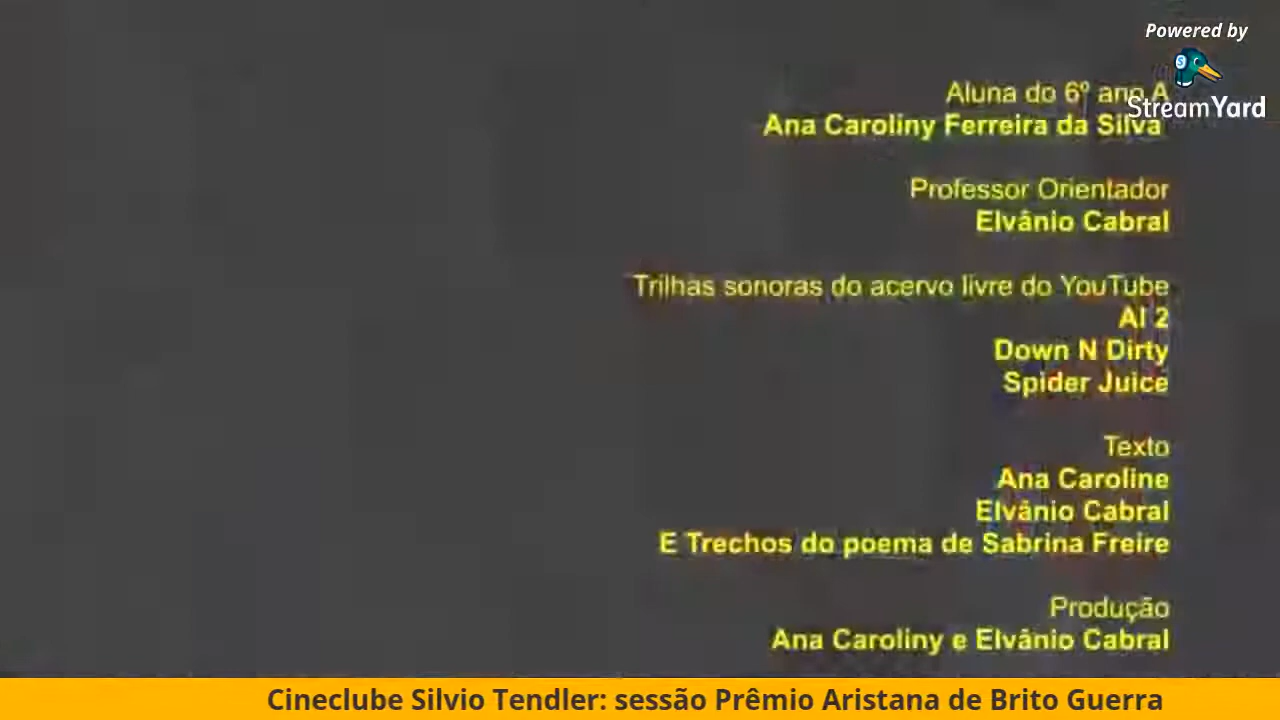 Powered by
StreamYard
Aluna do 6º ano A
Ana Caroliny Ferreira da Silva
Professor Orientador
Elvânio Cabral
Trilhas sonoras do acervo livre do YouTube
AI 2
Down N Dirty
Spider Juice
Texto
Ana Caroline
Elvânio Cabral
E Trechos do poema de Sabrina Freire
Produção
Ana Caroliny e Elvânio Cabral
Cineclube Silvio Tendler: sessão Prêmio Aristana de Brito Guerra